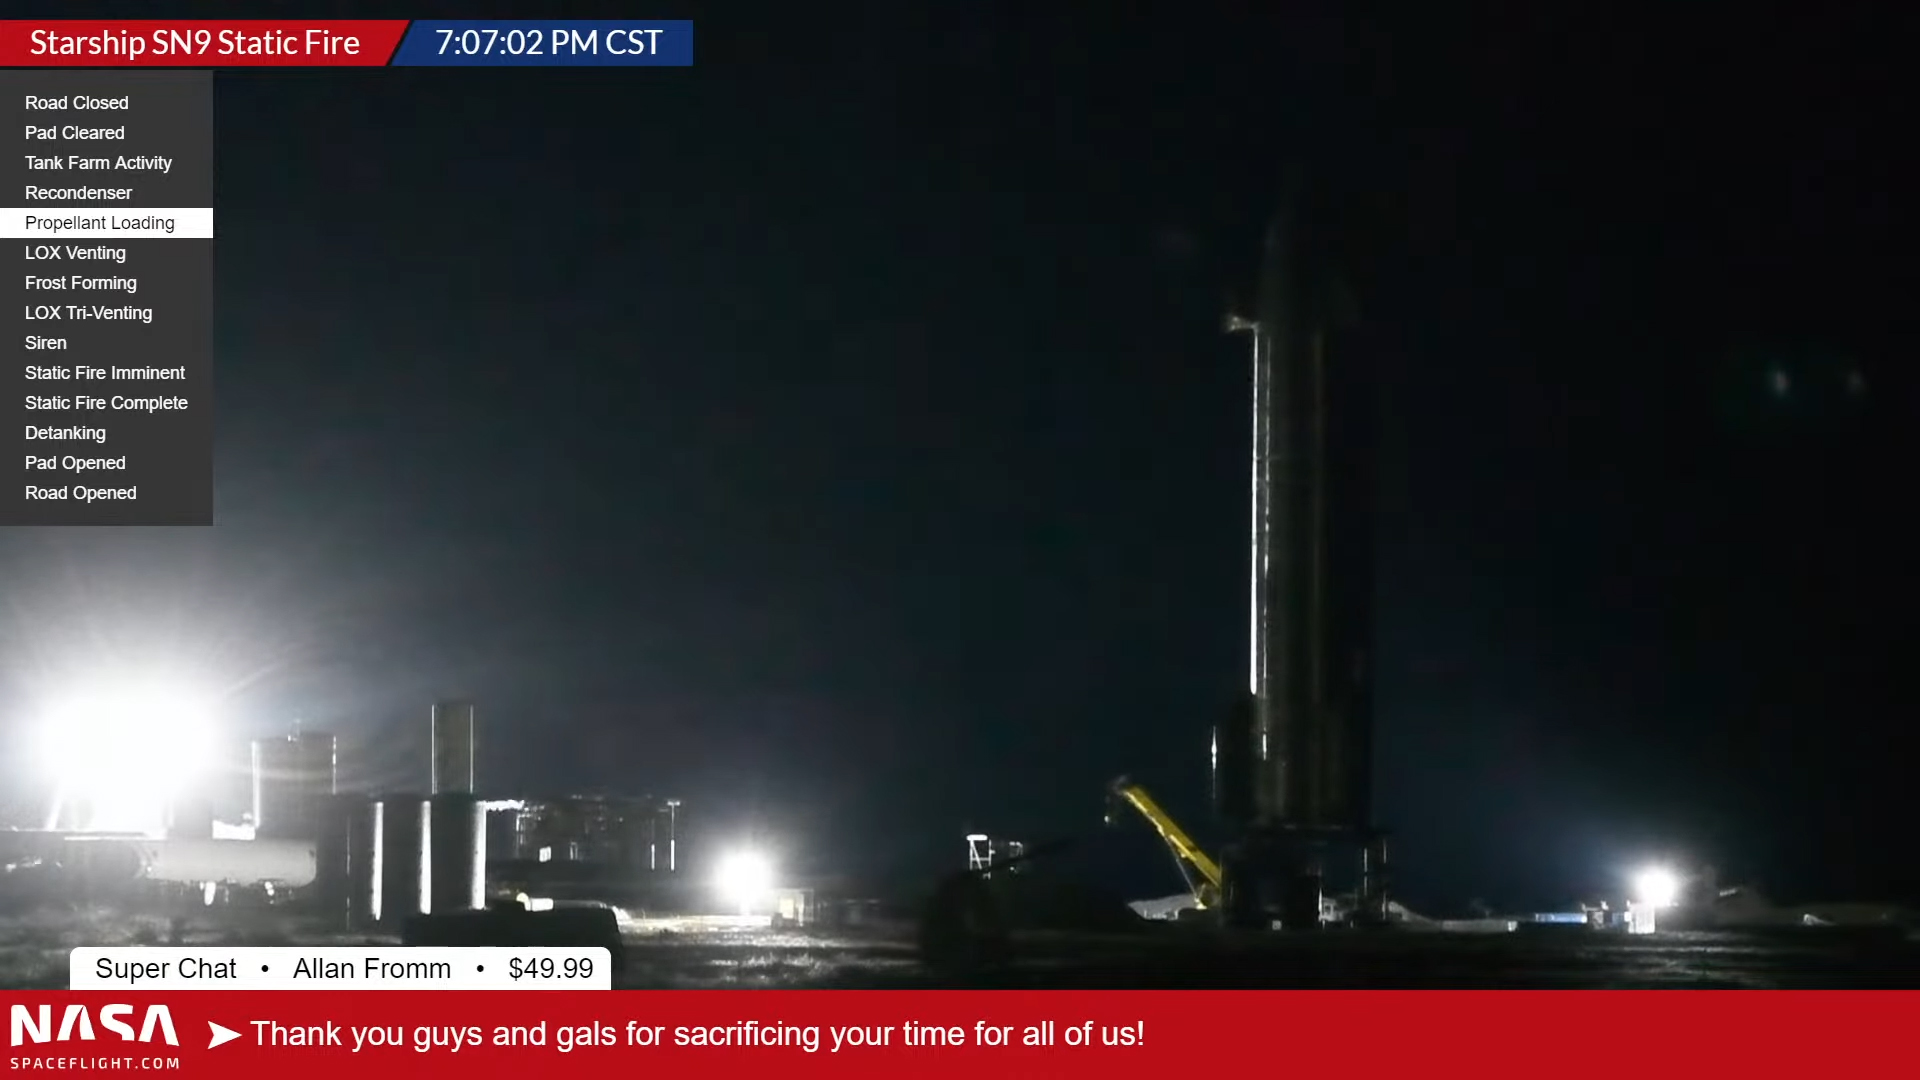 Starship SN9 Static Fire
7:07:02 PM CST
Road Closed
Pad Cleared
Tank Farm Activity
Recondenser
Propellant Loading
LOX Venting
Frost Forming
LOX Tri-Venting
Siren
Static Fire Imminent
Static Fire Complete
Detanking
Pad Opened
Road Opened
Super Chat • Allan Fromm • $49.99
NASA
SPACEFLIGHT.COM
Thank you guys and gals for sacrificing your time for all of us!